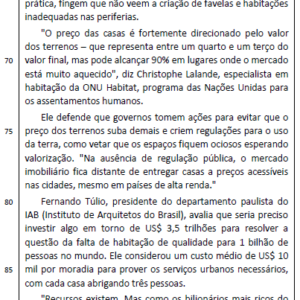 prática, fingem que não veem a criação de favelas e habitações
inadequadas nas periferias.
"O preço das casas é fortemente direcionado pelo valor
dos terrenos – que representa entre um quarto e um terço do
70 valor final, mas pode alcançar 90% em lugares onde o mercado
está muito aquecido", diz Christophe Lalande, especialista em
habitação da ONU Habitat, programa das Nações Unidas para
os assentamentos humanos.
Ele defende que governos tomem ações para evitar que o
75 preço dos terrenos suba demais e criem regulações para o uso
da terra, como vetar que os espaços fiquem ociosos esperando
valorização. "Na ausência de regulação pública, o mercado
imobiliário fica distante de entregar casas a preços acessíveis
nas cidades, mesmo em países de alta renda."
80 Fernando Túlio, presidente do departamento paulista do
IAB (Instituto de Arquitetos do Brasil), avalia que seria preciso
investir algo em torno de US$ 3,5 trilhões para resolver a
questão da falta de habitação de qualidade para 1 bilhão de
pessoas no mundo. Ele considerou um custo médio de US$ 10
85 mil por moradia para prover os serviços urbanos necessários,
com cada casa abrigando três pessoas.
"Recursos existem. Mas como os bilionários mais ricos do